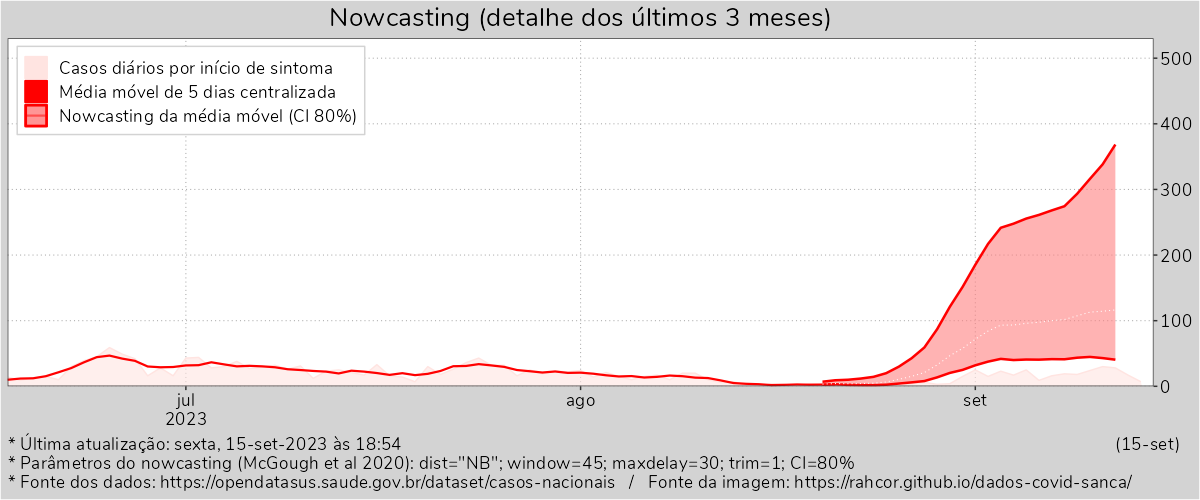 Nowcasting (detalhe dos últimos 3 meses)
Casos diários por início de sintoma
Média móvel de 5 dias centralizada
Nowcasting da média móvel (CI 80%)
500
400
300
200
100
0
jul
2023
ago
set
* Última atualização: sexta, 15-set-2023 às 18:54
(15-set)
* Parâmetros do nowcasting (McGough et al 2020): dist="NB"; window=45; maxdelay=30; trim=1; CI=80%
* Fonte dos dados: https://opendatasus.saude.gov.br/dataset/casos-nacionais / Fonte da imagem: https://rahcor.github.io/dados-covid-sanca/